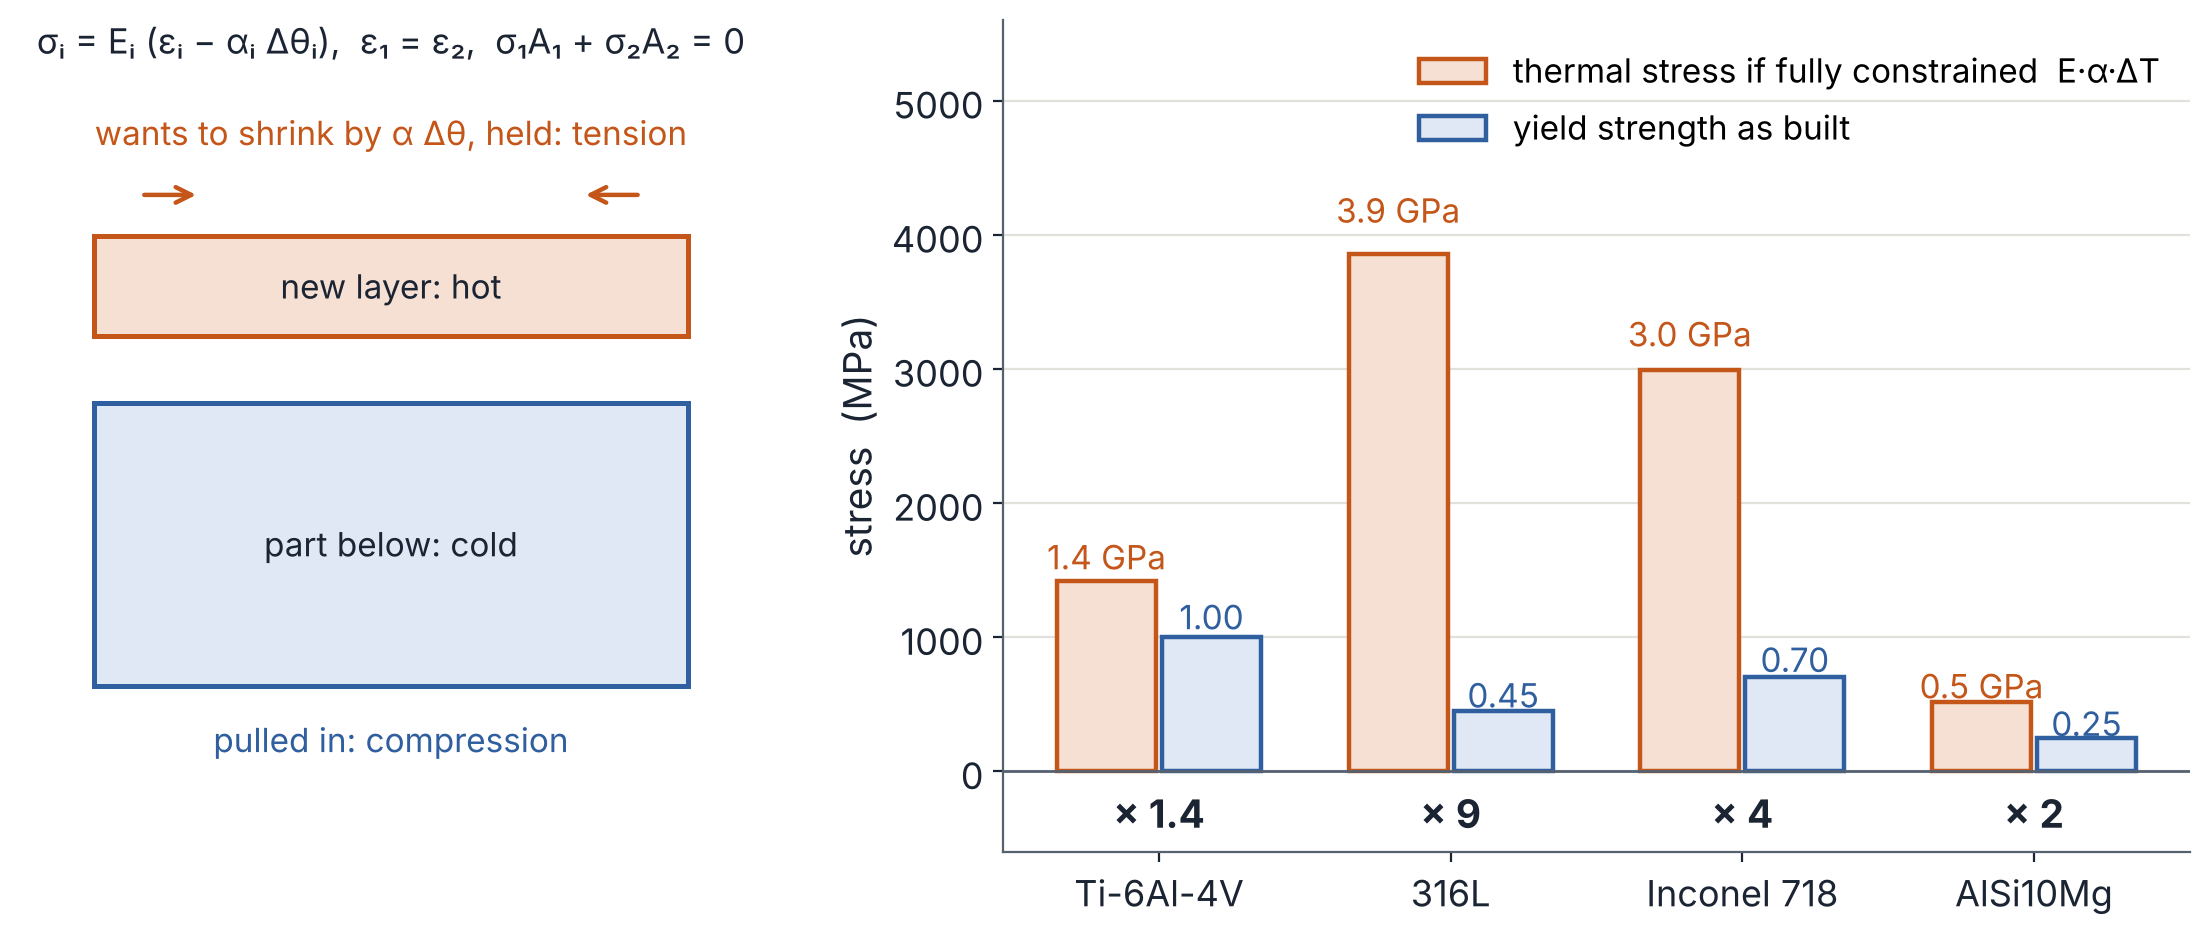 σᵢ = Eᵢ (εᵢ − αᵢ Δθᵢ),  ε₁ = ε₂,  σ₁A₁ + σ₂A₂ = 0
wants to shrink by α Δθ, held: tension
new layer: hot
part below: cold
pulled in: compression
thermal stress if fully constrained  E·α·ΔT
yield strength as built
stress (MPa)
5000
4000
3000
2000
1000
0
1.4 GPa
1.00
3.9 GPa
0.45
3.0 GPa
0.70
0.5 GPa
0.25
× 1.4
× 9
× 4
× 2
Ti-6Al-4V
316L
Inconel 718
AlSi10Mg